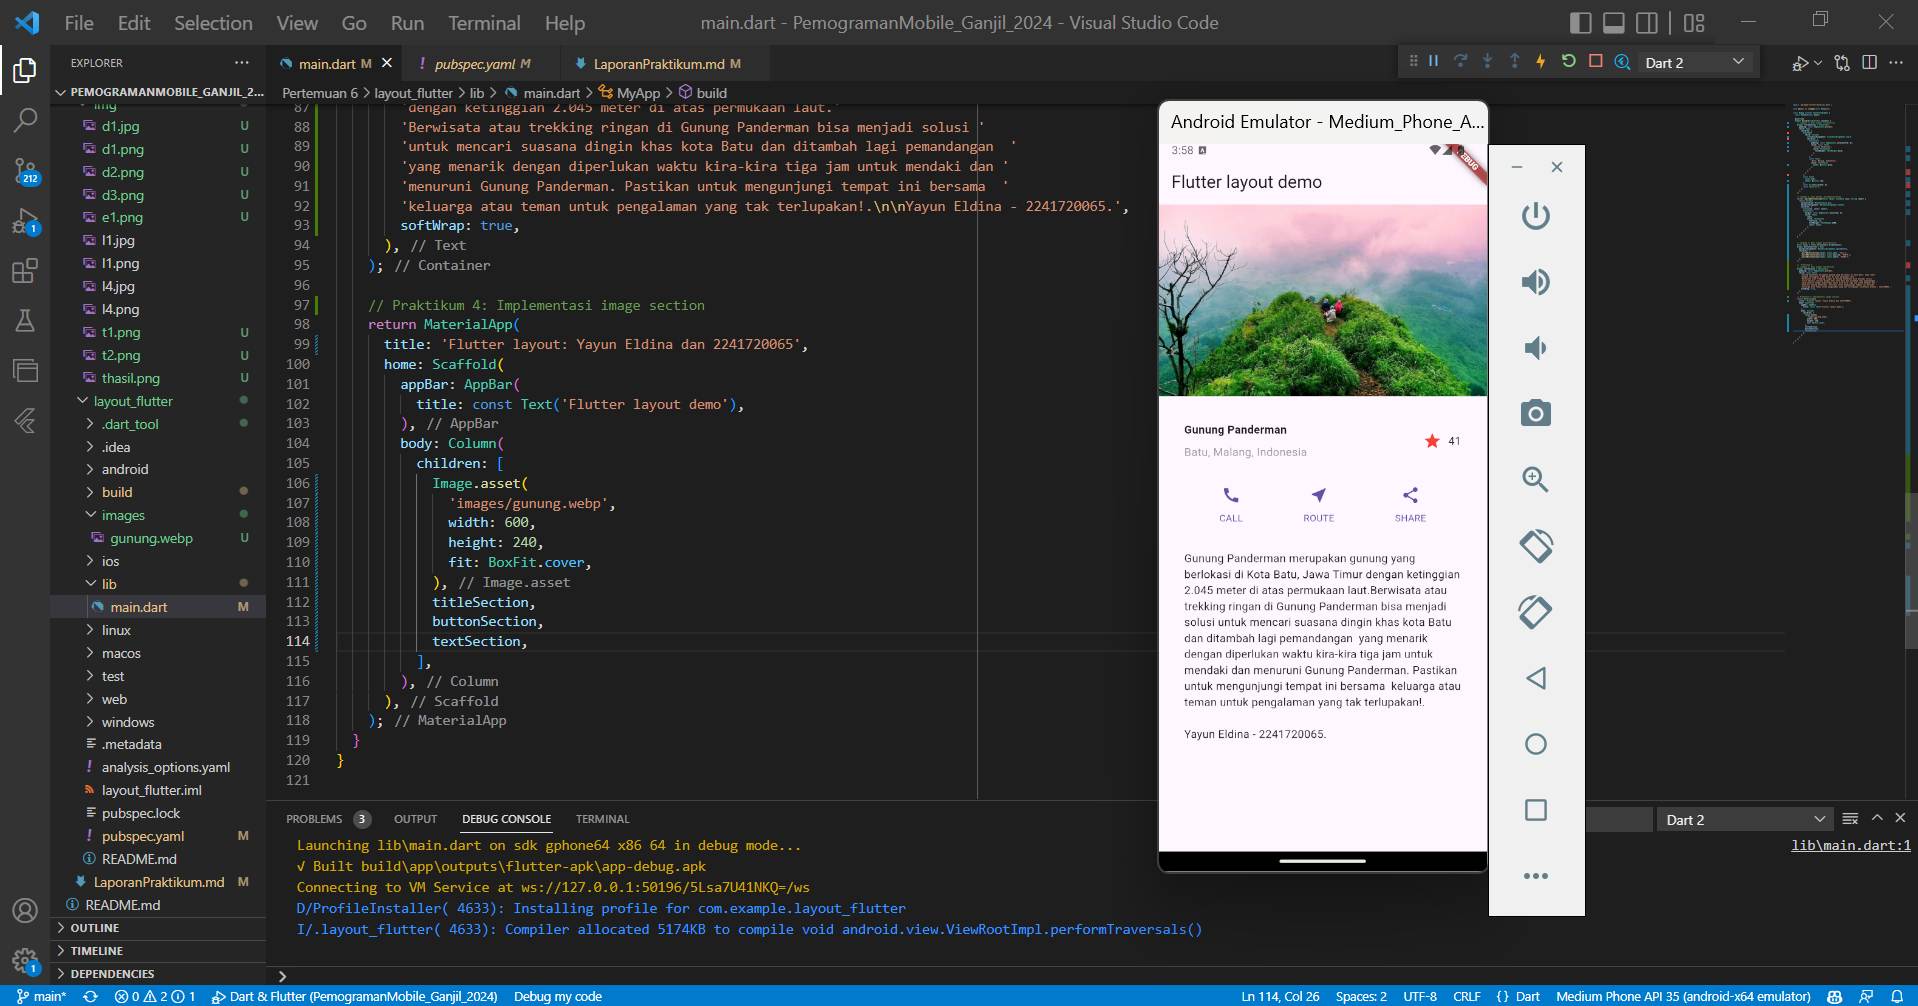 File Edit Selection View Go Run Terminal Help
main.dart - PemogramanMobile_Ganjil_2024 - Visual Studio Code
EXPLORER
PEMOGRAMANMOBILE_GANJIL_2...
img
d1.jpg U
d1.png U
d2.png U
d3.png U
e1.png U
l1.jpg
l1.png
l4.jpg
l4.png
t1.png U
t2.png U
thasil.png U
layout_flutter
.dart_tool
.idea
android
build
images
gunung.webp U
ios
lib
main.dart M
linux
macos
test
web
windows
.metadata
analysis_options.yaml
layout_flutter.iml
pubspec.lock
pubspec.yaml M
README.md
LaporanPraktikum.md M
README.md
OUTLINE
TIMELINE
DEPENDENCIES
212
1
1
main.dart M
! pubspec.yaml M
LaporanPraktikum.md M
Dart 2
Pertemuan 6 > layout_flutter > lib > main.dart > MyApp > build
87 'dengan ketinggian 2.045 meter di atas permukaan laut.'
88 'Berwisata atau trekking ringan di Gunung Panderman bisa menjadi solusi '
89 'untuk mencari suasana dingin khas kota Batu dan ditambah lagi pemandangan  '
90 'yang menarik dengan diperlukan waktu kira-kira tiga jam untuk mendaki dan '
91 'menuruni Gunung Panderman. Pastikan untuk mengunjungi tempat ini bersama  '
92 'keluarga atau teman untuk pengalaman yang tak terlupakan!.\n\nYayun Eldina - 2241720065.',
93 softWrap: true,
94 ), // Text
95 ); // Container
96
97 // Praktikum 4: Implementasi image section
98 return MaterialApp(
99 title: 'Flutter layout: Yayun Eldina dan 2241720065',
100 home: Scaffold(
101 appBar: AppBar(
102 title: const Text('Flutter layout demo'),
103 ), // AppBar
104 body: Column(
105 children: [
106 Image.asset(
107 'images/gunung.webp',
108 width: 600,
109 height: 240,
110 fit: BoxFit.cover,
111 ), // Image.asset
112 titleSection,
113 buttonSection,
114 textSection,
115 ],
116 ), // Column
117 ), // Scaffold
118 ); // MaterialApp
119 }
120 }
121
Android Emulator - Medium_Phone_A...
3:58
DEBUG
Flutter layout demo
Gunung Panderman
Batu, Malang, Indonesia
41
CALL ROUTE SHARE
Gunung Panderman merupakan gunung yang
berlokasi di Kota Batu, Jawa Timur dengan ketinggian
2.045 meter di atas permukaan laut.Berwisata atau
trekking ringan di Gunung Panderman bisa menjadi
solusi untuk mencari suasana dingin khas kota Batu
dan ditambah lagi pemandangan  yang menarik
dengan diperlukan waktu kira-kira tiga jam untuk
mendaki dan menuruni Gunung Panderman. Pastikan
untuk mengunjungi tempat ini bersama  keluarga atau
teman untuk pengalaman yang tak terlupakan!.
Yayun Eldina - 2241720065.
PROBLEMS 3 OUTPUT DEBUG CONSOLE TERMINAL
Dart 2
Launching lib\main.dart on sdk gphone64 x86 64 in debug mode...
lib\main.dart:1
√ Built build\app\outputs\flutter-apk\app-debug.apk
Connecting to VM Service at ws://127.0.0.1:50196/5Lsa7U41NKQ=/ws
D/ProfileInstaller( 4633): Installing profile for com.example.layout_flutter
I/.layout_flutter( 4633): Compiler allocated 5174KB to compile void android.view.ViewRootImpl.performTraversals()
main* 0 2 1 Dart & Flutter (PemogramanMobile_Ganjil_2024) Debug my code
Ln 114, Col 26 Spaces: 2 UTF-8 CRLF {} Dart Medium Phone API 35 (android-x64 emulator)